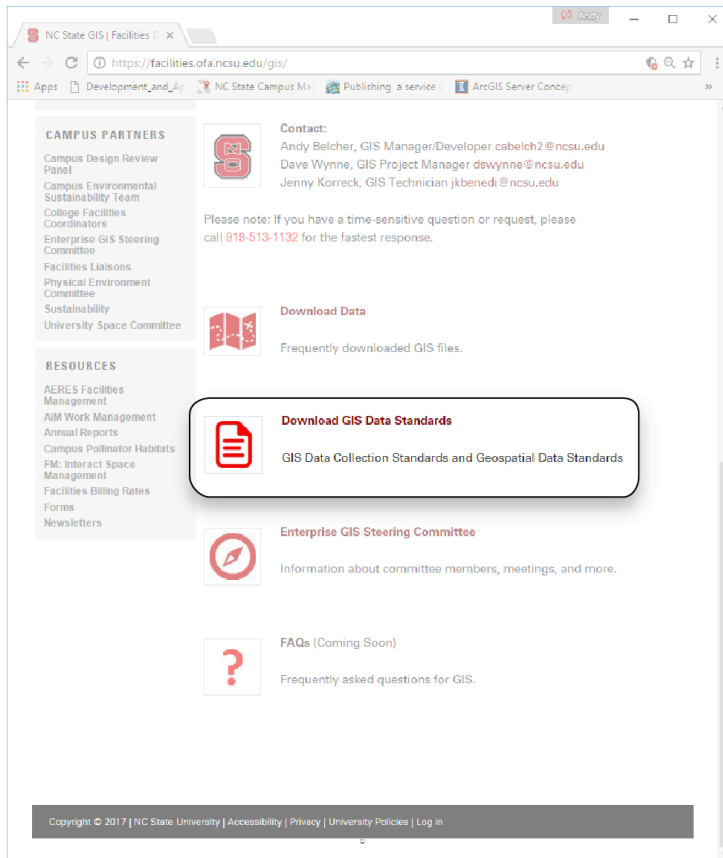 Andy
NC State GIS | Facilities D
https://facilities.ofa.ncsu.edu/gis/
Apps Development_and_Ap NC State Campus Ma Publishing a service ArcGIS Server Concep »
CAMPUS PARTNERS
Campus Design Review
Panel
Campus Environmental
Sustainability Team
College Facilities
Coordinators
Enterprise GIS Steering
Committee
Facilities Liaisons
Physical Environment
Committee
Sustainability
University Space Committee
RESOURCES
AERES Facilities
Management
AiM Work Management
Annual Reports
Campus Pollinator Habitats
FM: Interact Space
Management
Facilities Billing Rates
Forms
Newsletters
Contact:
Andy Belcher, GIS Manager/Developer cabelch2@ncsu.edu
Dave Wynne, GIS Project Manager dswynne@ncsu.edu
Jenny Korreck, GIS Technician jkbenedi@ncsu.edu
Please note: If you have a time-sensitive question or request, please
call 919-513-1132 for the fastest response.
Download Data
Frequently downloaded GIS files.
Download GIS Data Standards
GIS Data Collection Standards and Geospatial Data Standards
Enterprise GIS Steering Committee
Information about committee members, meetings, and more.
FAQs (Coming Soon)
Frequently asked questions for GIS.
Copyright © 2017 | NC State University | Accessibility | Privacy | University Policies | Log in